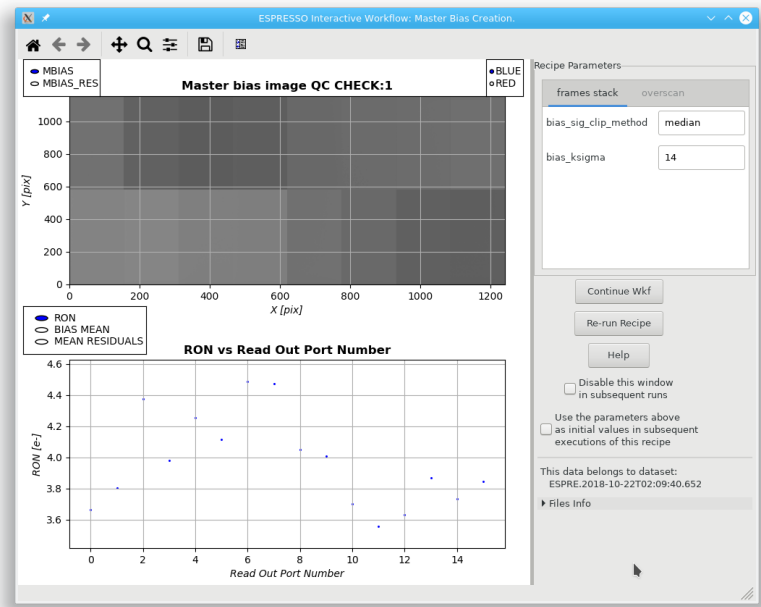 ESPRESSO Interactive Workflow: Master Bias Creation.
MBIAS
MBIAS_RES
Master bias image QC CHECK:1
BLUE
RED
1000
800
600
400
200
0
Y [pix]
0 200 400 600 800 1000 1200
X [pix]
RON
BIAS MEAN
MEAN RESIDUALS
RON vs Read Out Port Number
4.6
4.4
4.2
4.0
3.8
3.6
RON [e-]
0 2 4 6 8 10 12 14
Read Out Port Number
Recipe Parameters
frames stack overscan
bias_sig_clip_method median
bias_ksigma 14
Continue Wkf
Re-run Recipe
Help
Disable this window
in subsequent runs
Use the parameters above
as initial values in subsequent
executions of this recipe
This data belongs to dataset:
ESPRE.2018-10-22T02:09:40.652
Files Info